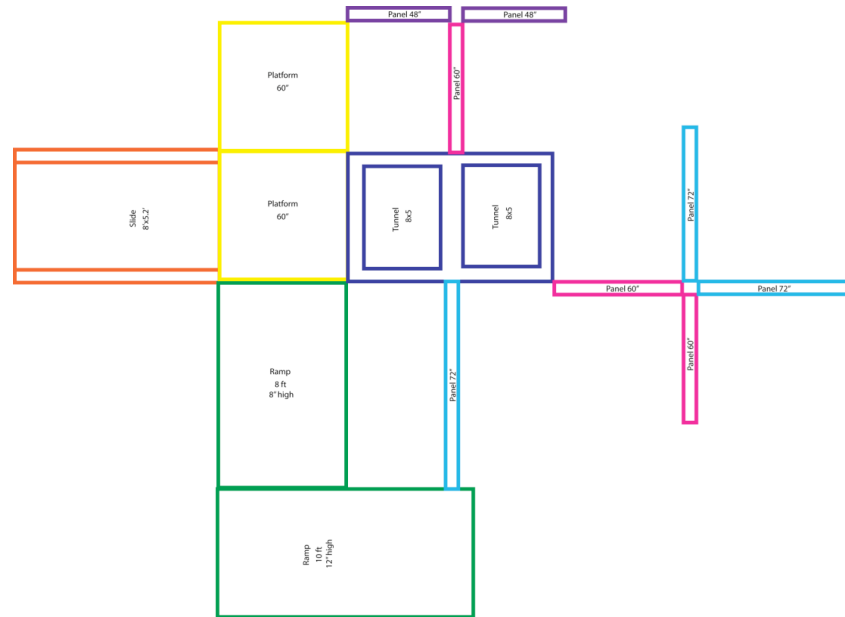 Panel 48”
Panel 48”
Platform
60”
Panel 60”
Slide
8'x5.2'
Platform
60”
Tunnel
8x5
Tunnel
8x5
Panel 72”
Panel 60”
Panel 72”
Panel 60”
Ramp
8 ft
8” high
Panel 72”
Ramp
10 ft
12” high